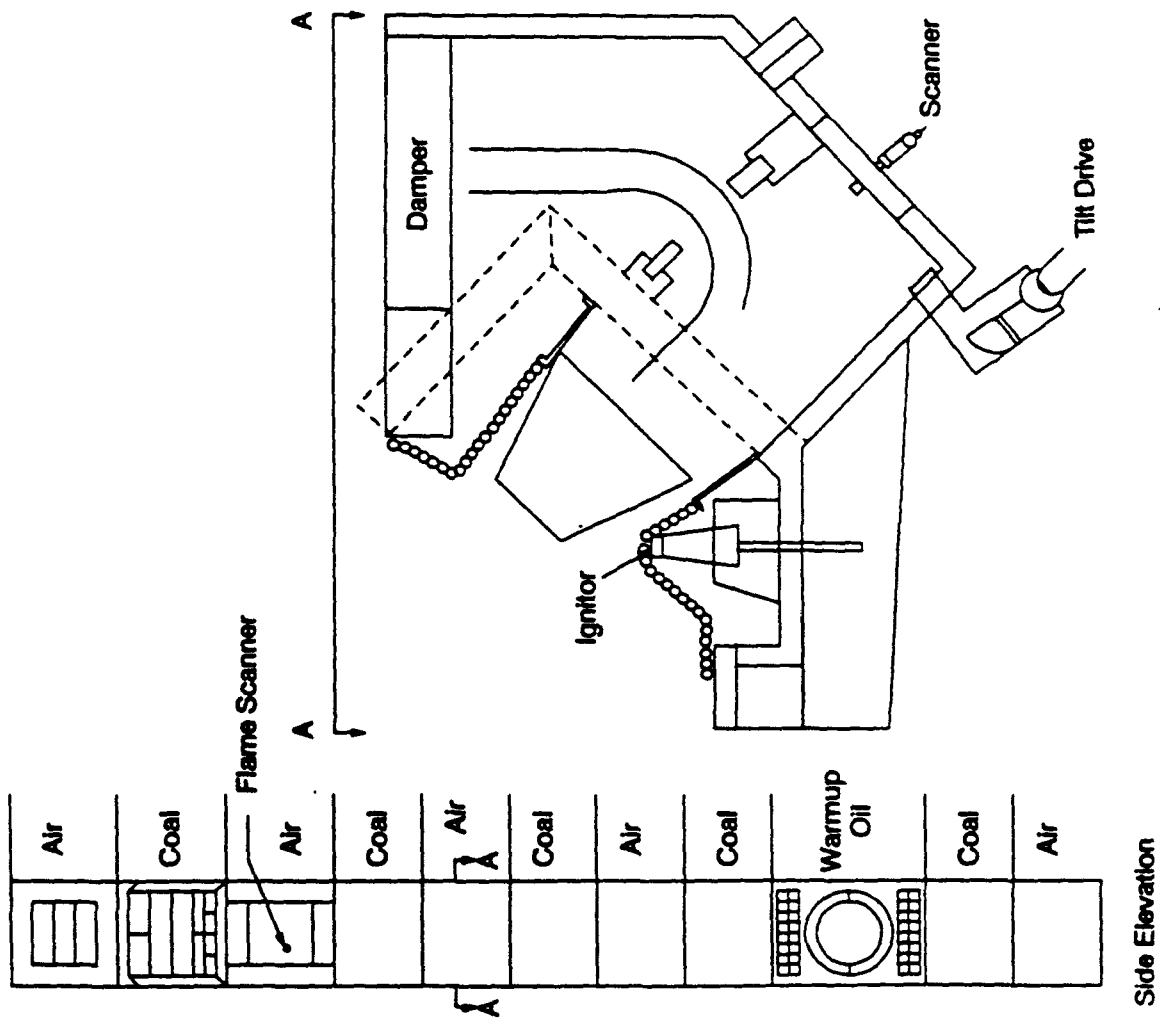 Air
Coal
Air
Coal
Air
Coal
Air
Coal
Warmup
Oil
Coal
Air
Flame Scanner
A
A
Side Elevation
A
A
Damper
Scanner
Tilt Drive
Ignitor